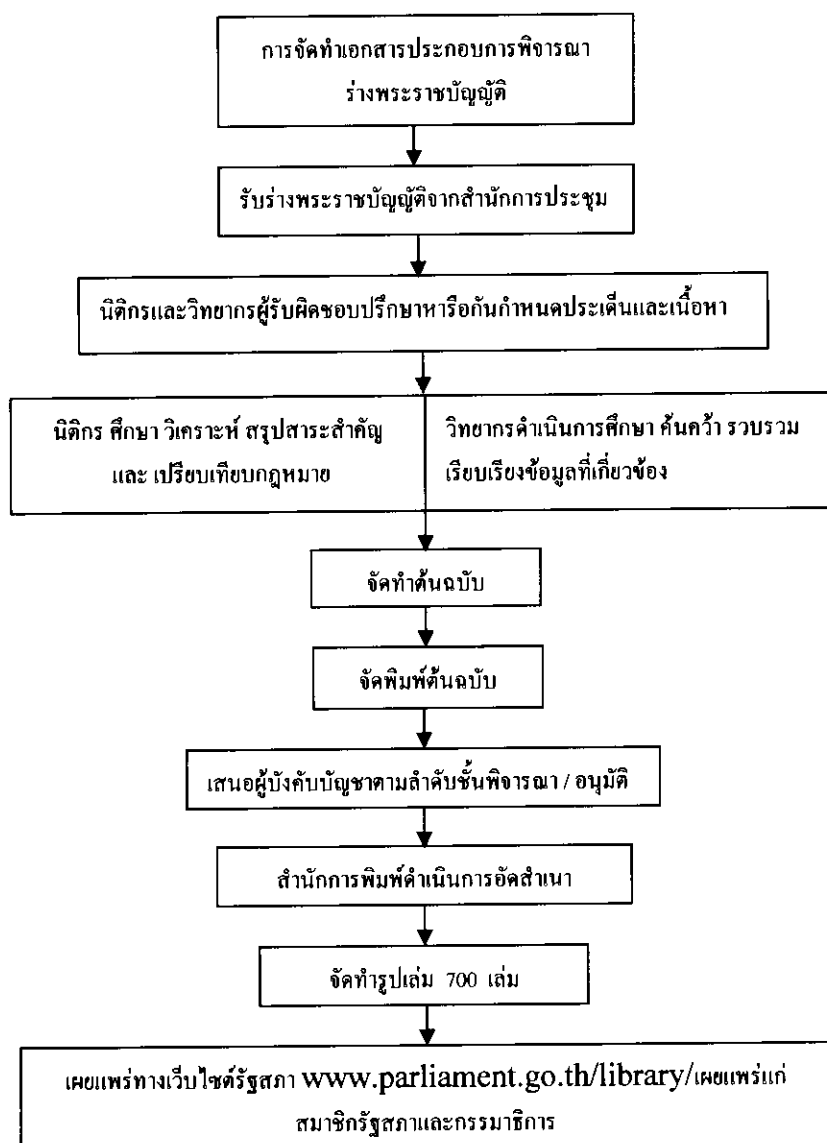 การจัดทำเอกสารประกอบการพิจารณา
ร่างพระราชบัญญัติ
รับร่างพระราชบัญญัติจากสำนักการประชุม
นิติกรและวิทยากรผู้รับผิดชอบปรึกษาหารือกันกำหนดประเด็นและเนื้อหา
นิติกร ศึกษา วิเคราะห์ สรุปสาระสำคัญ
และ เปรียบเทียบกฎหมาย
วิทยากรดำเนินการศึกษา ค้นคว้า รวบรวม
เรียบเรียงข้อมูลที่เกี่ยวข้อง
จัดทำต้นฉบับ
จัดพิมพ์ต้นฉบับ
เสนอผู้บังคับบัญชาตามลำดับชั้นพิจารณา / อนุมัติ
สำนักการพิมพ์ดำเนินการอัดสำเนา
จัดทำรูปเล่ม 700 เล่ม
เผยแพร่ทางเว็บไซต์รัฐสภา www.parliament.go.th/library/เผยแพร่แก่
สมาชิกรัฐสภาและกรรมาธิการ